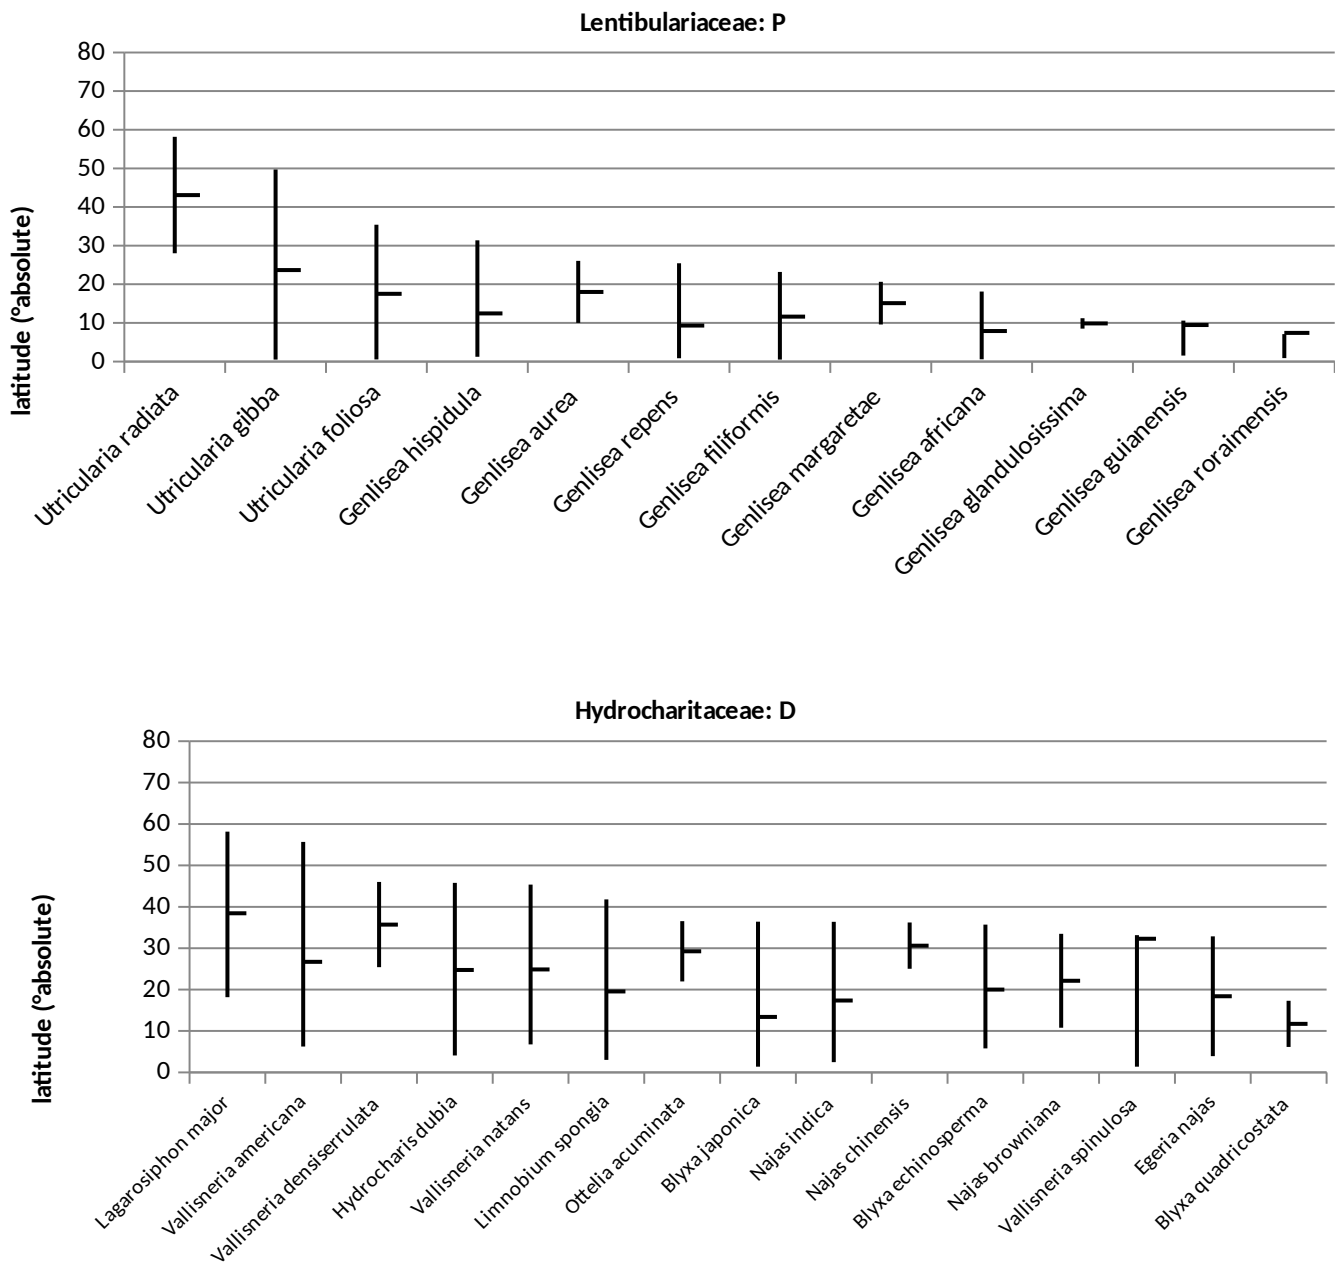 Lentibulariaceae: P
80
70
60
50
40
30
20
10
0
latitude (°absolute)
Utricularia radiata
Utricularia gibba
Utricularia foliosa
Genlisea hispidula
Genlisea aurea
Genlisea repens
Genlisea filiformis
Genlisea margaretae
Genlisea africana
Genlisea glandulosissima
Genlisea guianensis
Genlisea roraimensis
Hydrocharitaceae: D
80
70
60
50
40
30
20
10
0
latitude (°absolute)
Lagarosiphon major
Vallisneria americana
Vallisneria densiserrulata
Hydrocharis dubia
Vallisneria natans
Limnobium spongia
Ottelia acuminata
Blyxa japonica
Najas indica
Najas chinensis
Blyxa echinosperma
Najas browniana
Vallisneria spinulosa
Egeria najas
Blyxa quadricostata